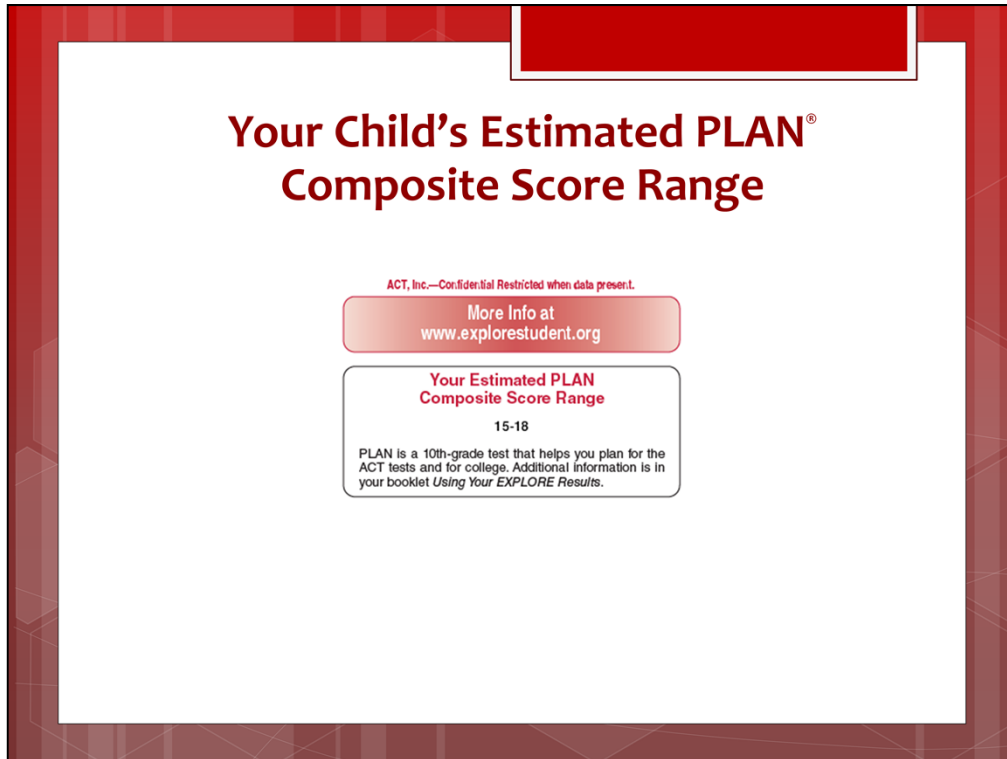 Your Child’s Estimated PLAN®
Composite Score Range
ACT, Inc.—Confidential Restricted when data present.
More Info at
www.explorestudent.org
Your Estimated PLAN
Composite Score Range
15-18
PLAN is a 10th-grade test that helps you plan for the
ACT tests and for college. Additional information is in
your booklet Using Your EXPLORE Results.